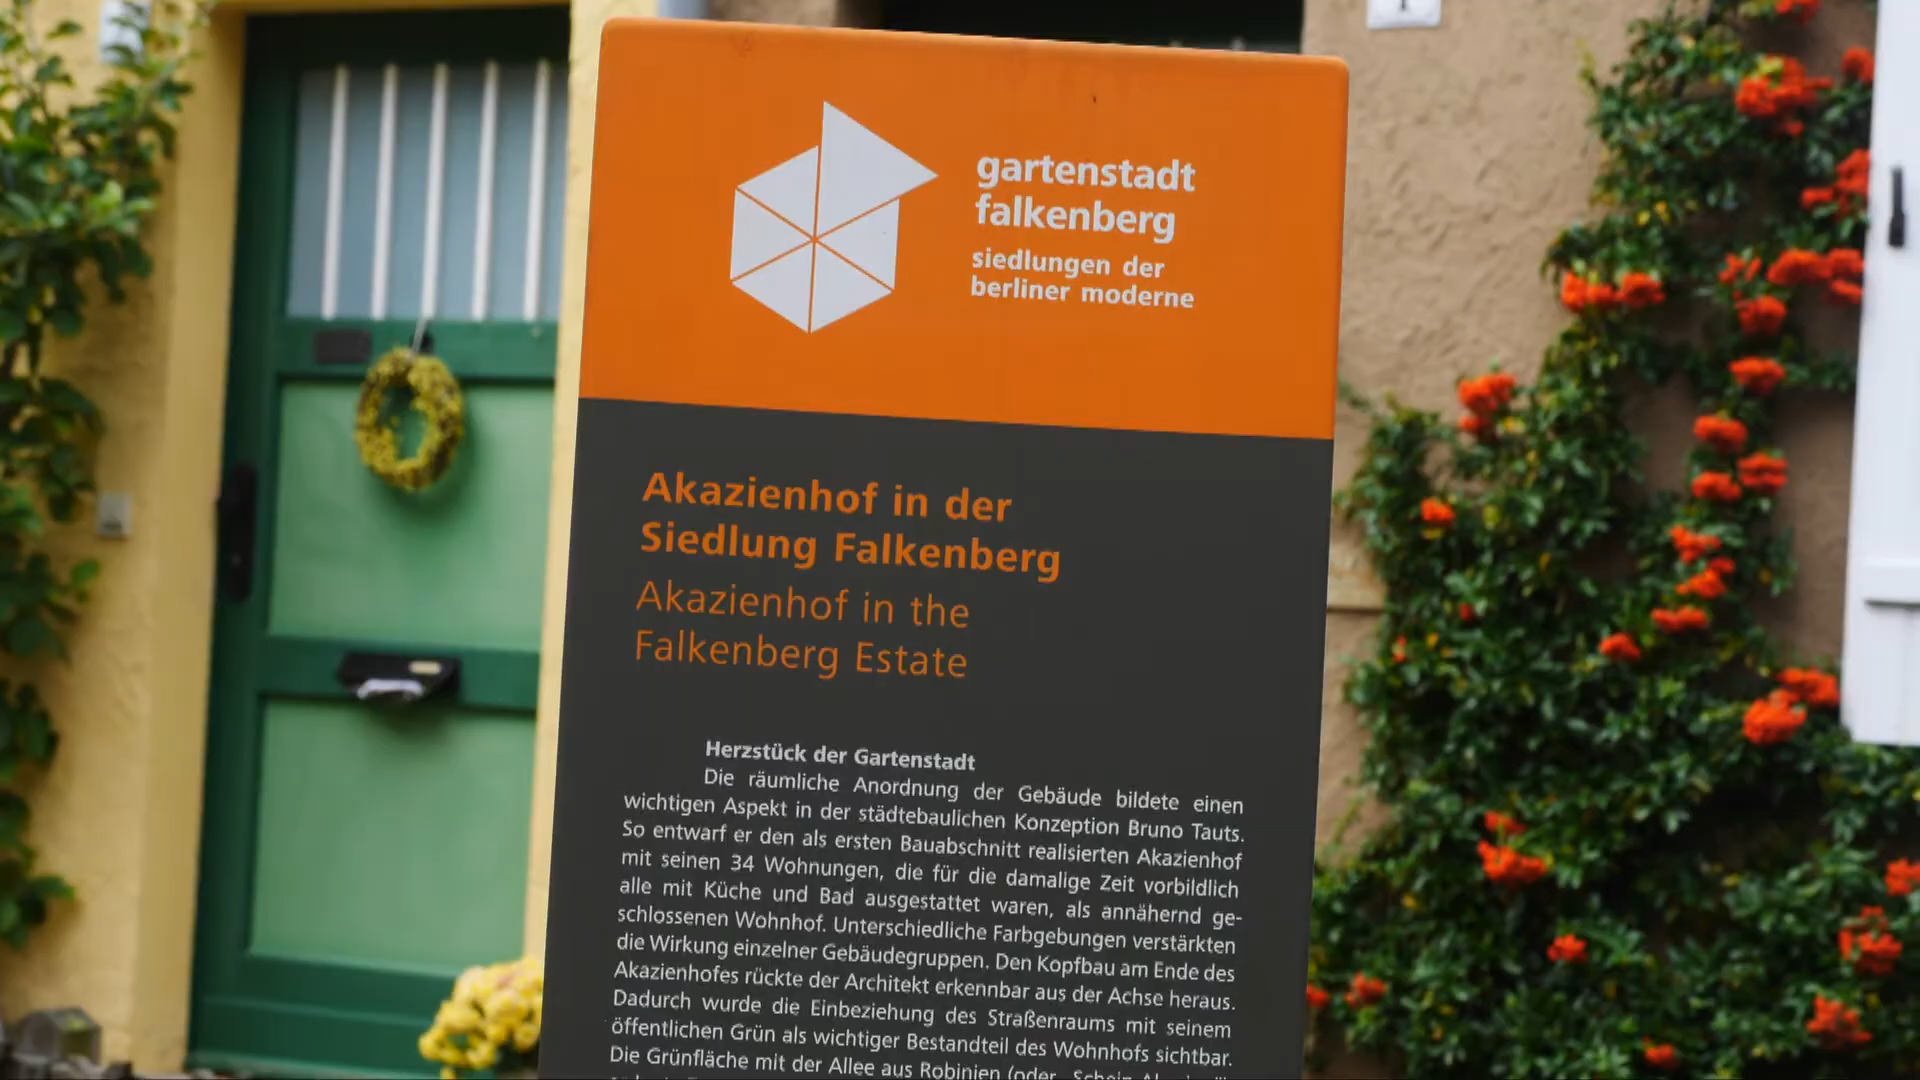 gartenstadt
falkenberg
siedlungen der
berliner moderne
Akazienhof in der
Siedlung Falkenberg
Akazienhof in the
Falkenberg Estate
Herzstück der Gartenstadt
Die räumliche Anordnung der Gebäude bildete einen
wichtigen Aspekt in der städtebaulichen Konzeption Bruno Tauts.
So entwarf er den als ersten Bauabschnitt realisierten Akazienhof
mit seinen 34 Wohnungen, die für die damalige Zeit vorbildlich
alle mit Küche und Bad ausgestattet waren, als annähernd ge-
schlossenen Wohnhof. Unterschiedliche Farbgebungen verstärkten
die Wirkung einzelner Gebäudegruppen. Den Kopfbau am Ende des
Akazienhofes rückte der Architekt erkennbar aus der Achse heraus.
Dadurch wurde die Einbeziehung des Straßenraums mit seinem
öffentlichen Grün als wichtiger Bestandteil des Wohnhofs sichtbar.
Die Grünfläche mit der Allee aus Robinien (oder